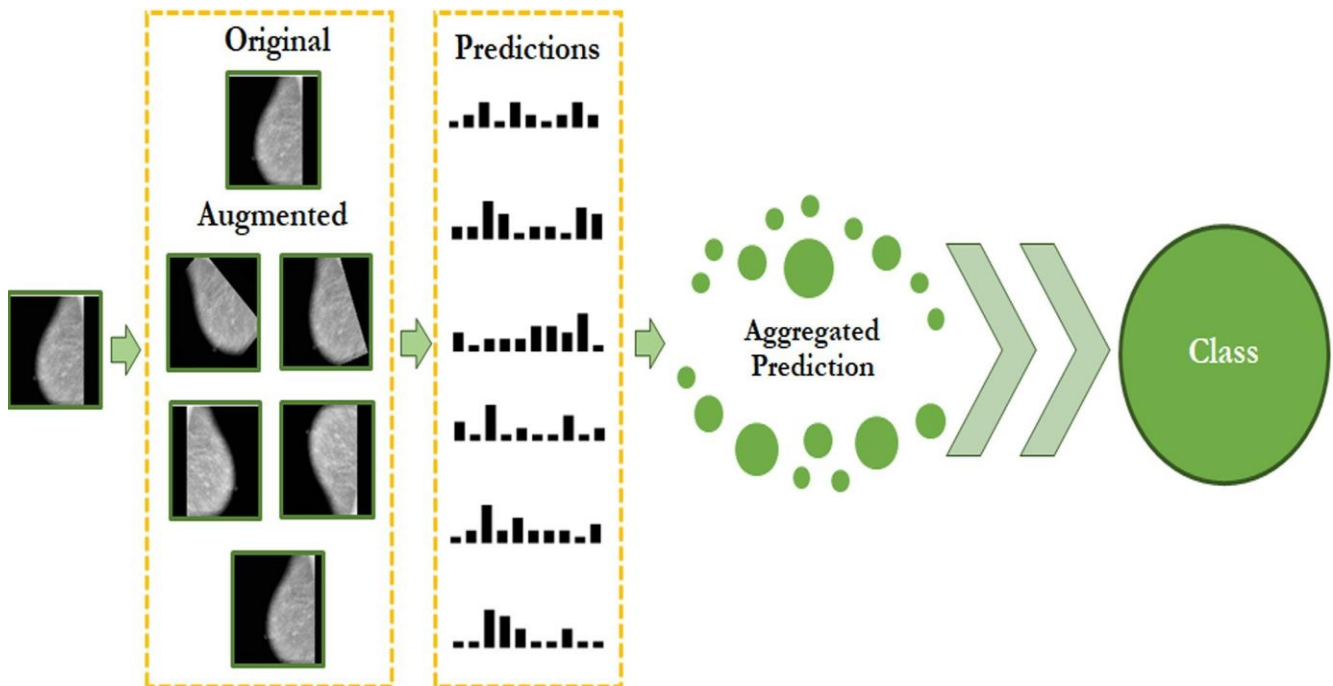 Original
Predictions
Augmented
Aggregated
Prediction
Class